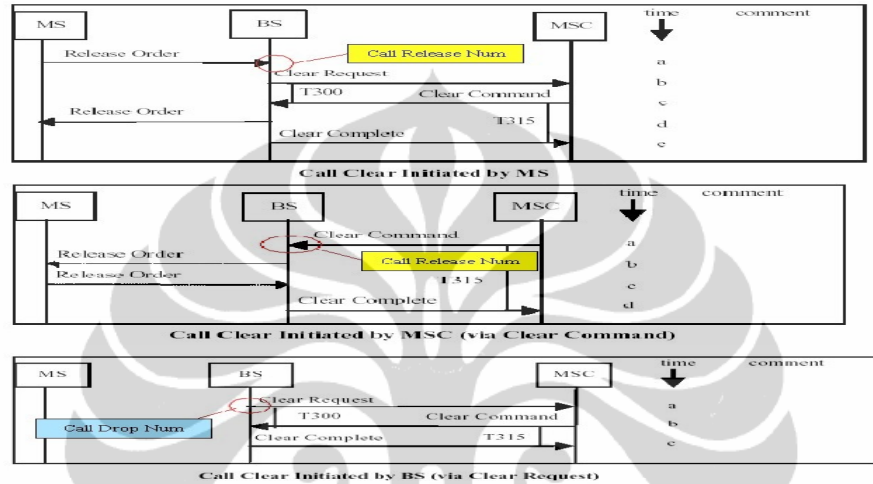 time comment
MS BS MSC
Release Order Call Release Num a
Clear Request b
T300 Clear Command c
Release Order T315 d
Clear Complete e
Call Clear Initiated by MS
time comment
MS BS MSC
Clear Command a
Release Order Call Release Num b
Release Order T315 c
Clear Complete d
Call Clear Initiated by MSC (via Clear Command)
time comment
MS BS MSC
Clear Request a
T300 Clear Command b
Call Drop Num Clear Complete T315 c
Call Clear Initiated by BS (via Clear Request)